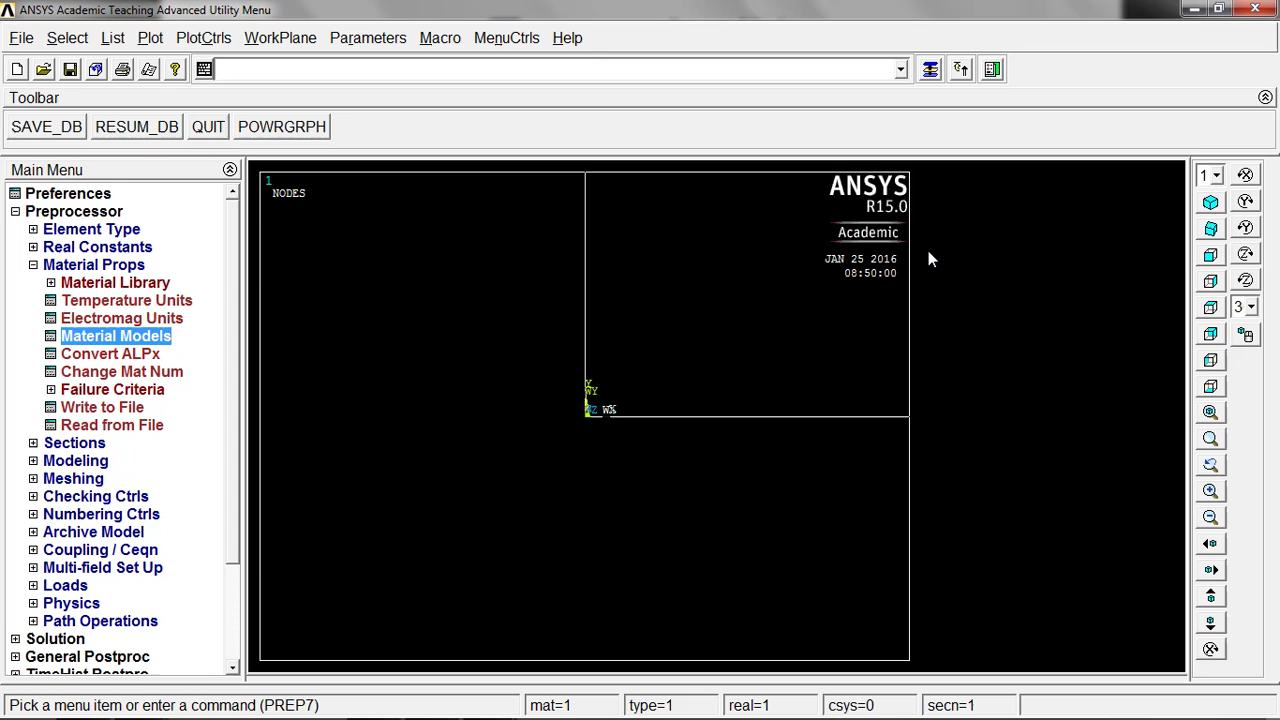 ANSYS Academic Teaching Advanced Utility Menu
File Select List Plot PlotCtrls WorkPlane Parameters Macro MenuCtrls Help
Toolbar
SAVE_DB RESUM_DB QUIT POWRGRPH
Main Menu
Preferences
Preprocessor
Element Type
Real Constants
Material Props
Material Library
Temperature Units
Electromag Units
Material Models
Convert ALPx
Change Mat Num
Failure Criteria
Write to File
Read from File
Sections
Modeling
Meshing
Checking Ctrls
Numbering Ctrls
Archive Model
Coupling / Ceqn
Multi-field Set Up
Loads
Physics
Path Operations
Solution
General Postproc
TimeHist Postpro
1
NODES
ANSYS
R15.0
Academic
JAN 25 2016
08:50:00
Y
WY
1
3
Pick a menu item or enter a command (PREP7) mat=1 type=1 real=1 csys=0 secn=1